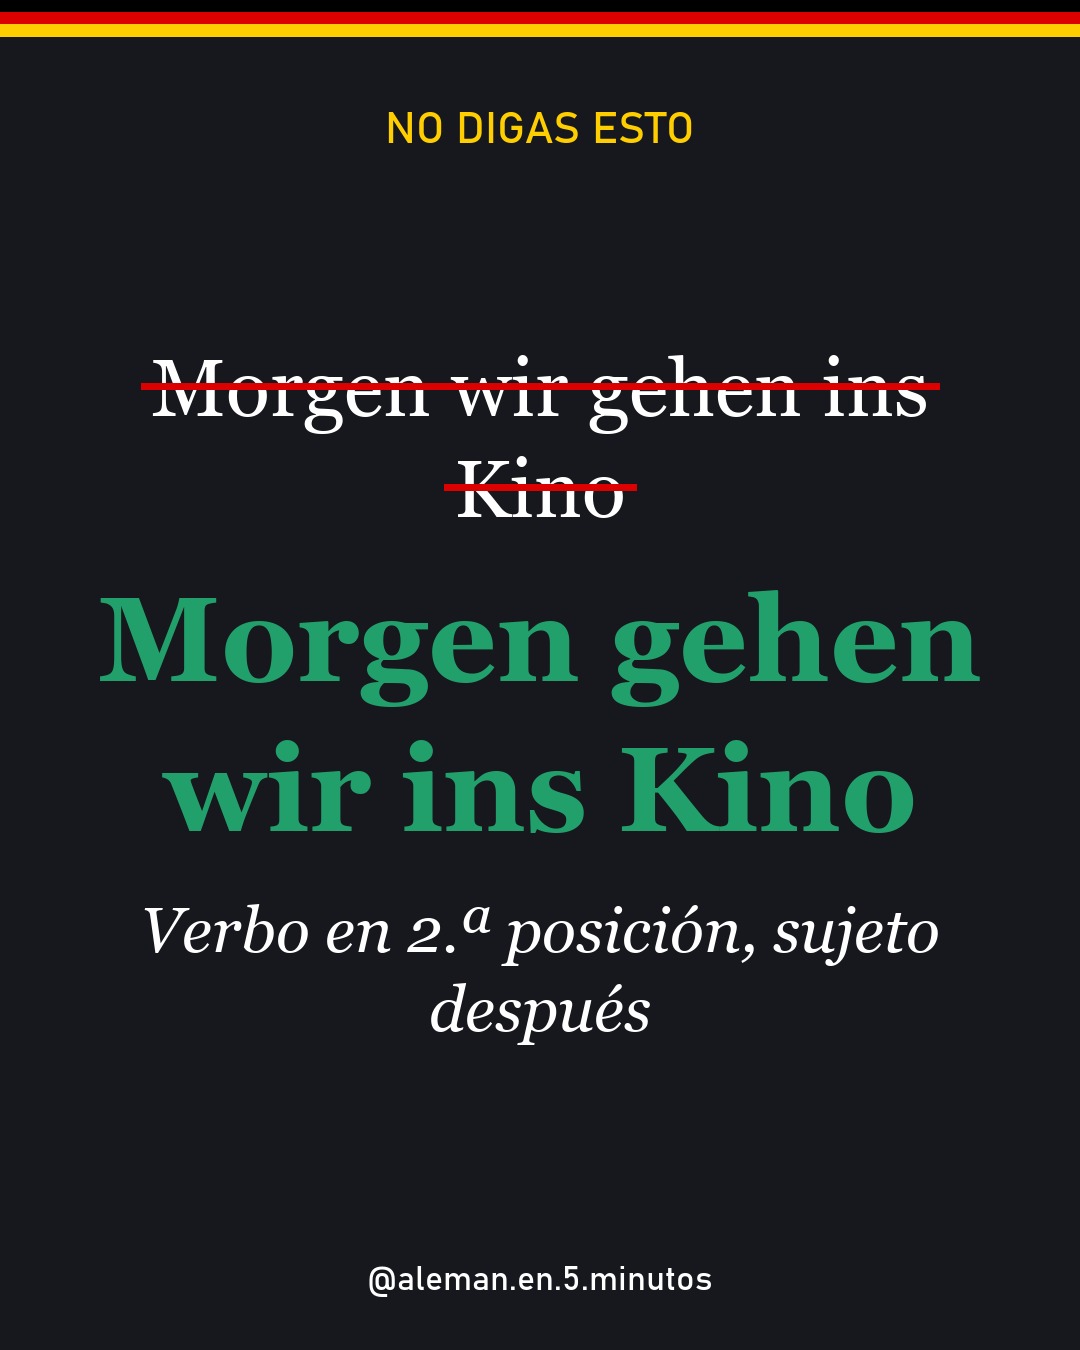 NO DIGAS ESTO
Morgen wir gehen ins
Kino
Morgen gehen
wir ins Kino
Verbo en 2.ª posición, sujeto
después
@aleman.en.5.minutos